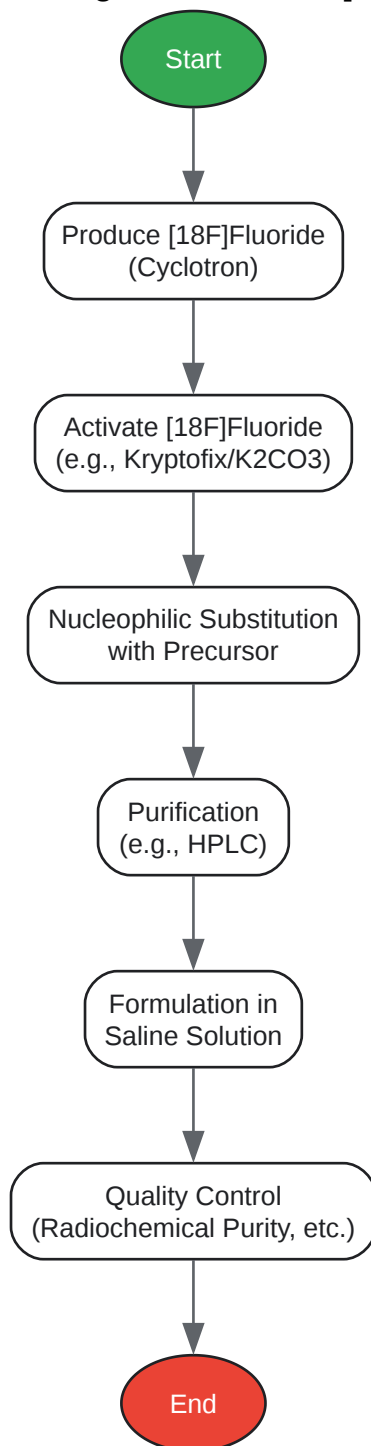 Start
Produce [18F]Fluoride
(Cyclotron)
Activate [18F]Fluoride
(e.g., Kryptofix/K2CO3)
Nucleophilic Substitution
with Precursor
Purification
(e.g., HPLC)
Formulation in
Saline Solution
Quality Control
(Radiochemical Purity, etc.)
End